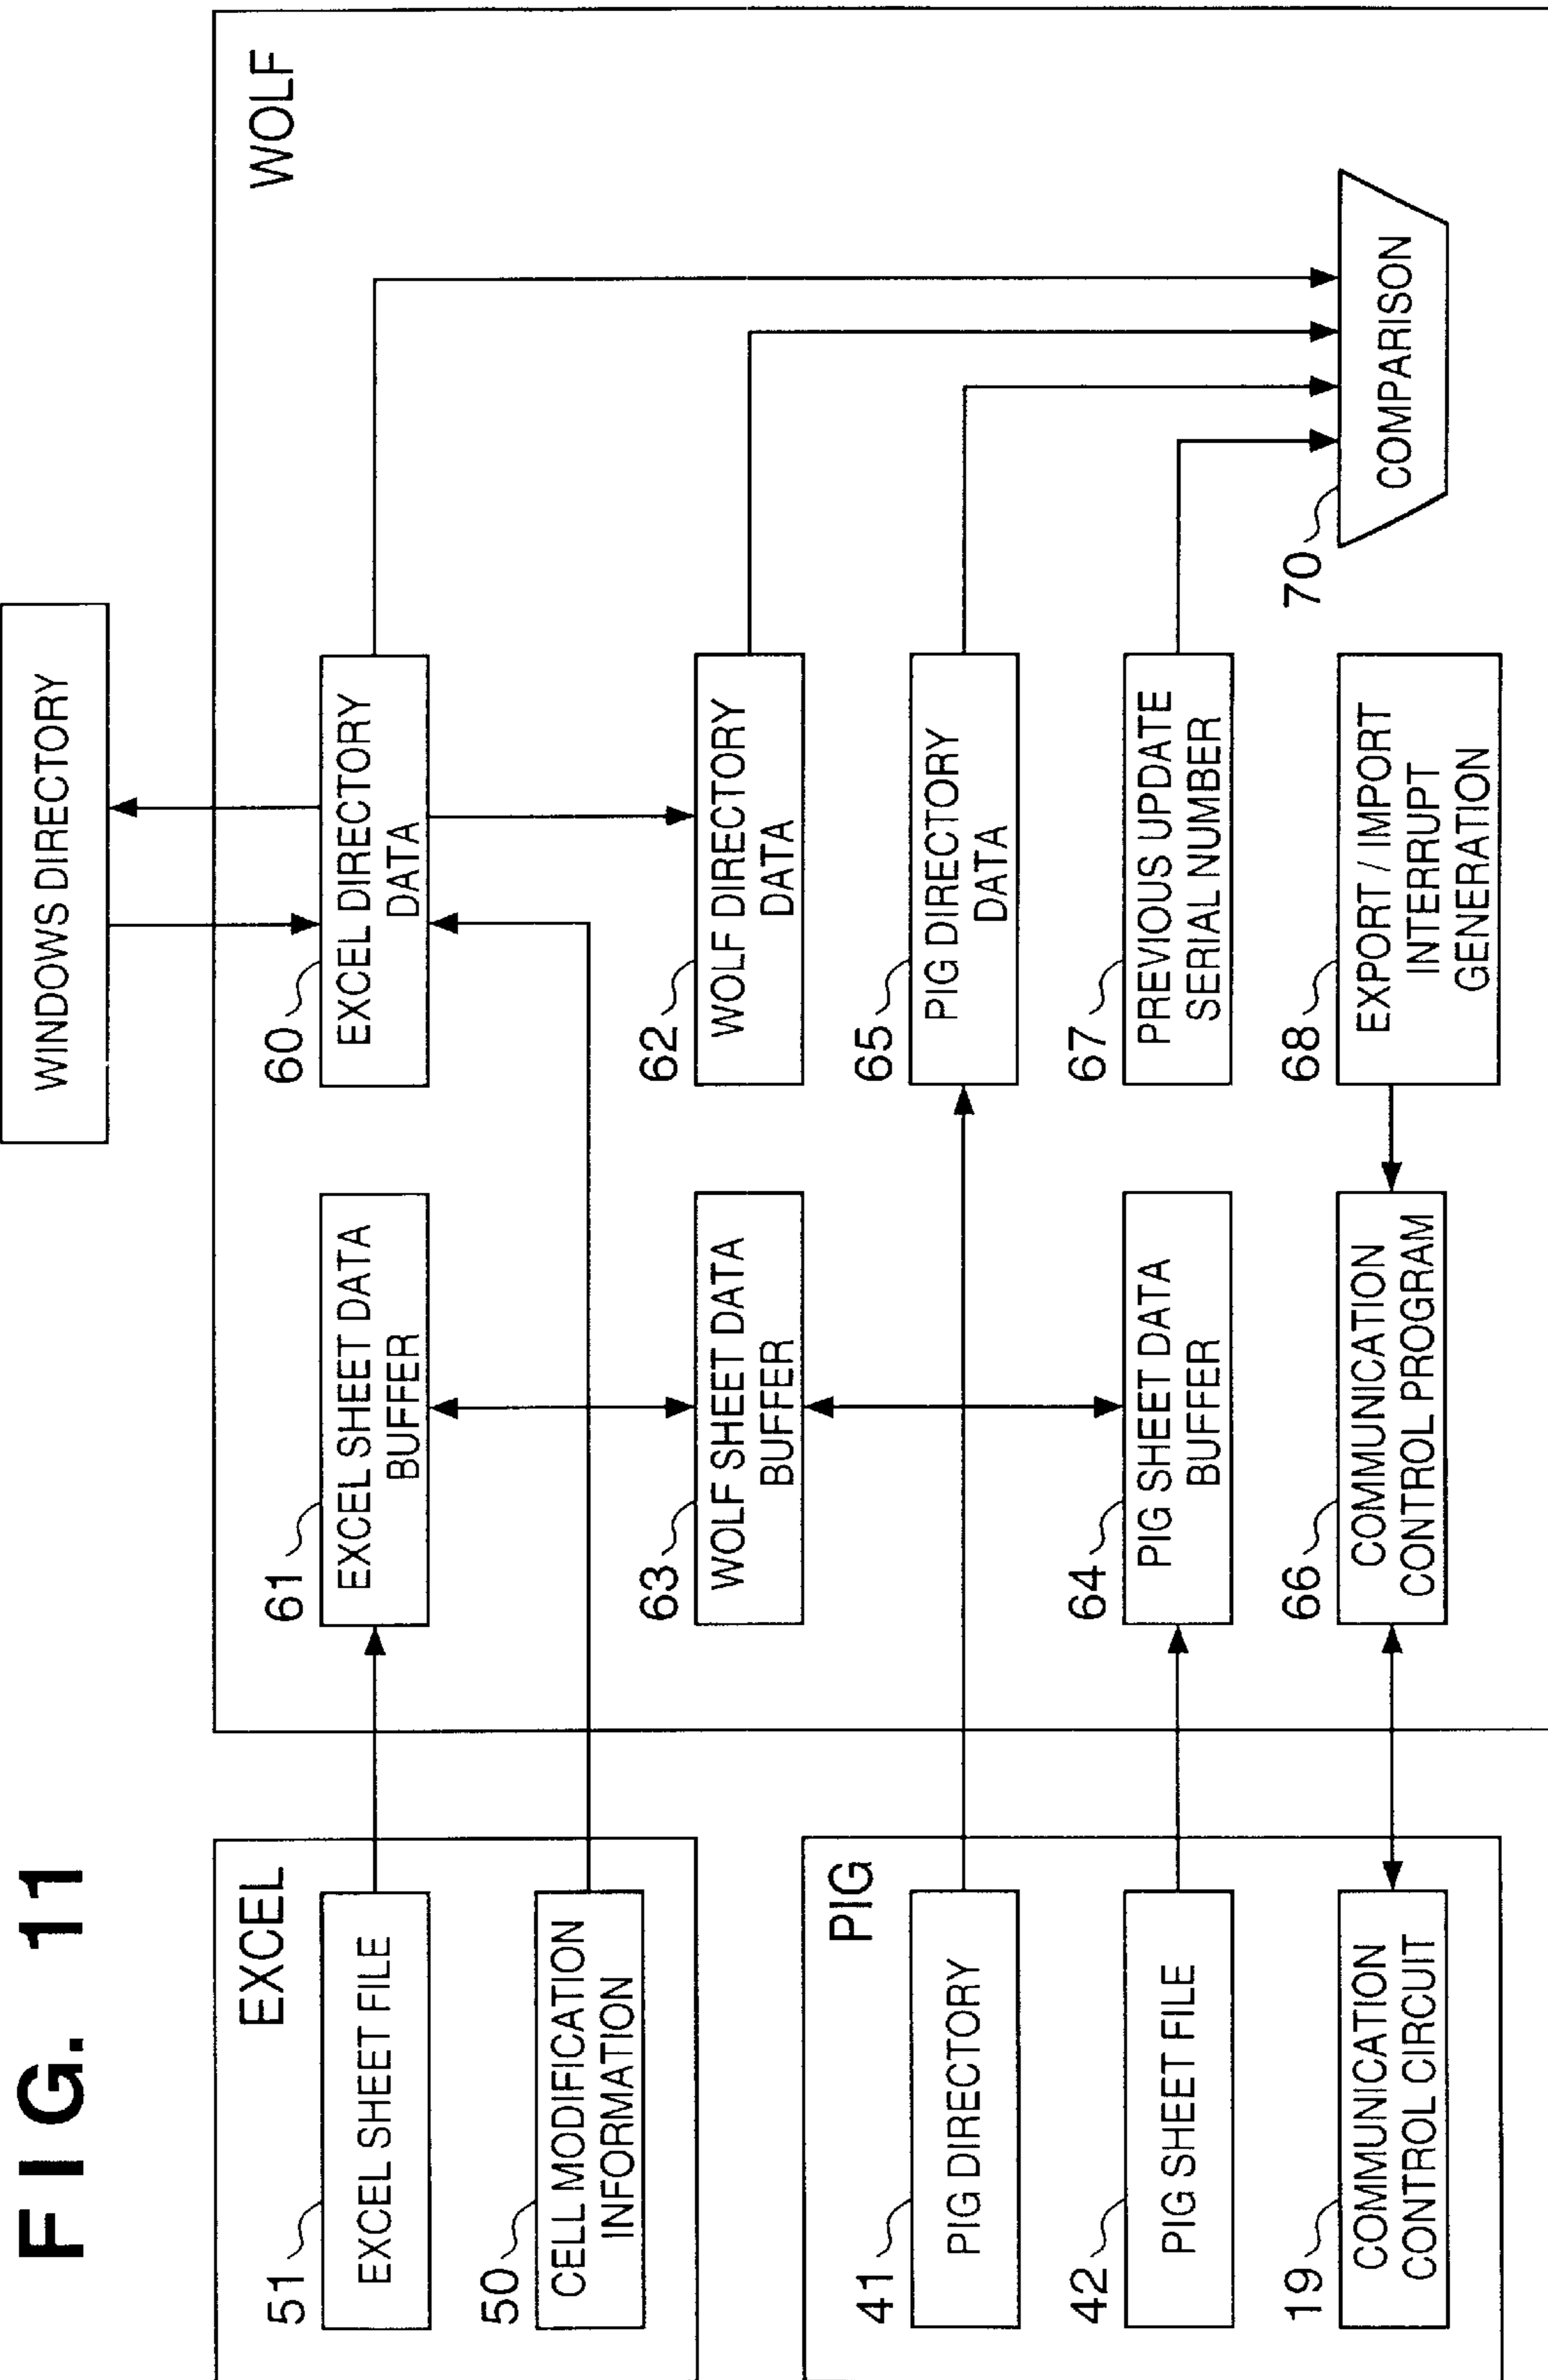 FIG. 11
WINDOWS DIRECTORY
EXCEL
51
EXCEL SHEET FILE
50
CELL MODIFICATION
INFORMATION
PIG
41
PIG DIRECTORY
42
PIG SHEET FILE
19
COMMUNICATION
CONTROL CIRCUIT
WOLF
61
EXCEL SHEET DATA
BUFFER
60
EXCEL DIRECTORY
DATA
63
WOLF SHEET DATA
BUFFER
62
WOLF DIRECTORY
DATA
65
PIG DIRECTORY
DATA
64
PIG SHEET DATA
BUFFER
67
PREVIOUS UPDATE
SERIAL NUMBER
66
COMMUNICATION
CONTROL PROGRAM
68
EXPORT / IMPORT
INTERRUPT
GENERATION
70
COMPARISON